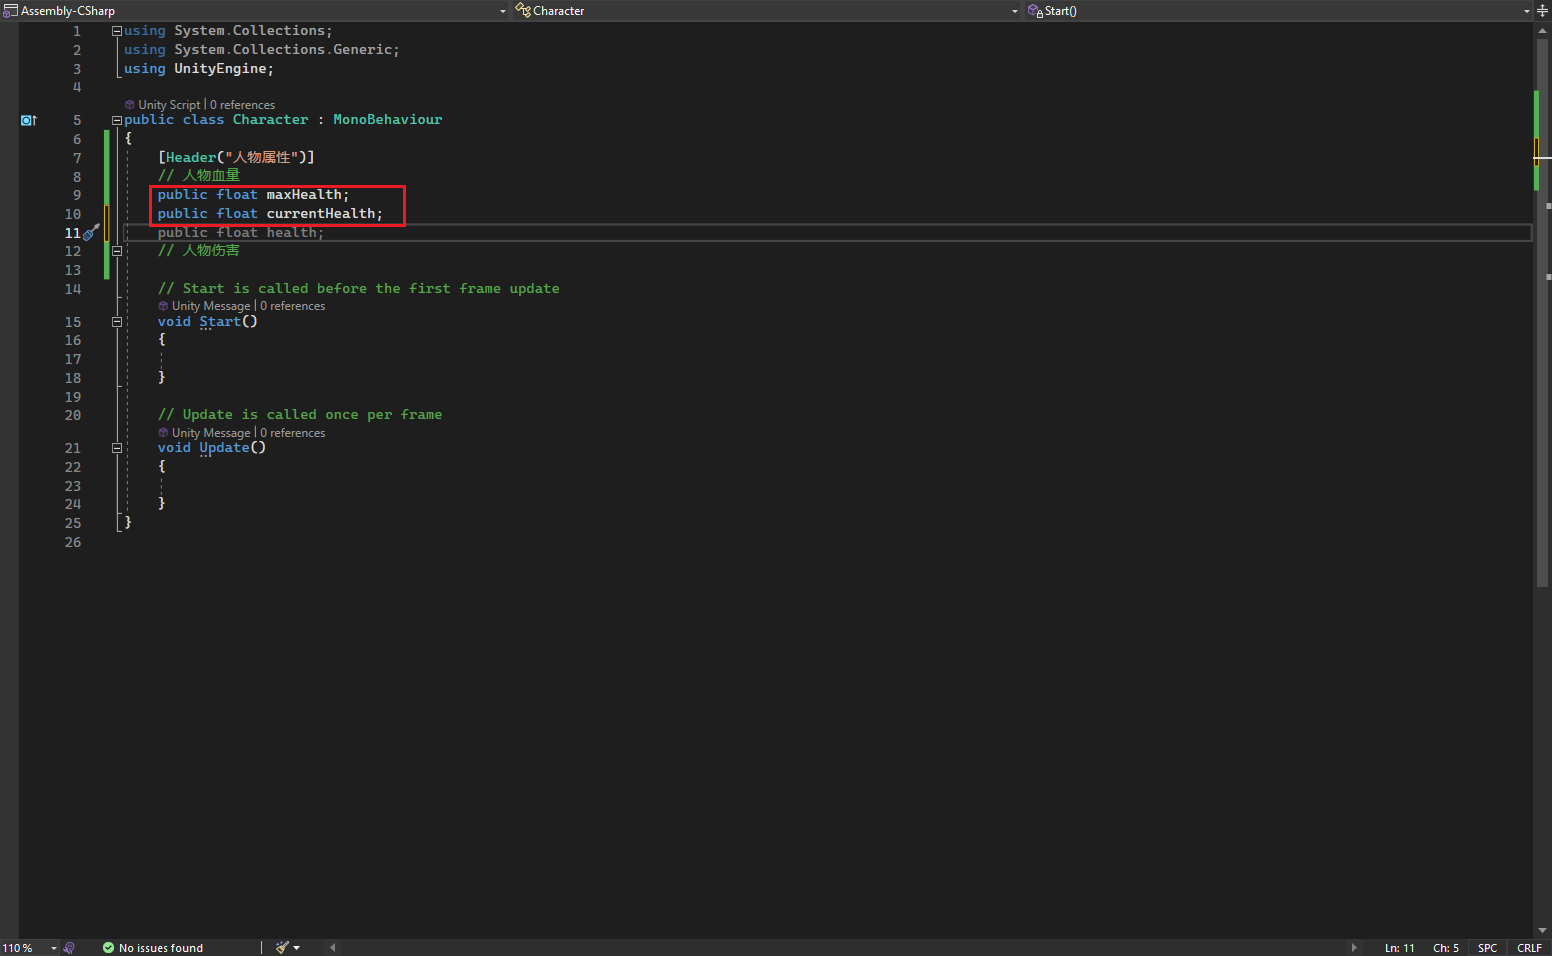 Assembly-CSharp
Character
Start()
1 using System.Collections;
2 using System.Collections.Generic;
3 using UnityEngine;
4
Unity Script | 0 references
5 public class Character : MonoBehaviour
6 {
7 [Header("人物属性")]
8 // 人物血量
9 public float maxHealth;
10 public float currentHealth;
11 public float health;
12 // 人物伤害
13
14 // Start is called before the first frame update
Unity Message | 0 references
15 void Start()
16 {
17
18 }
19
20 // Update is called once per frame
Unity Message | 0 references
21 void Update()
22 {
23
24 }
25 }
26
110 % No issues found Ln: 11 Ch: 5 SPC CRLF